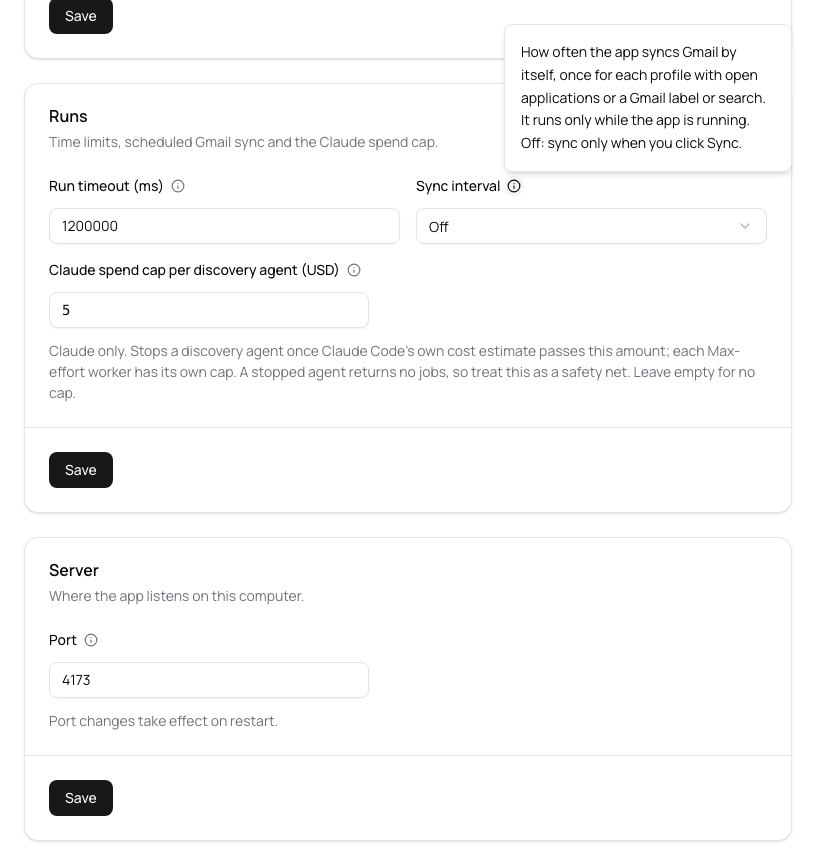 Save
How often the app syncs Gmail by
itself, once for each profile with open
applications or a Gmail label or search.
It runs only while the app is running.
Off: sync only when you click Sync.
Runs
Time limits, scheduled Gmail sync and the Claude spend cap.
Run timeout (ms)
Sync interval
1200000
Off
Claude spend cap per discovery agent (USD)
5
Claude only. Stops a discovery agent once Claude Code's own cost estimate passes this amount; each Max-
effort worker has its own cap. A stopped agent returns no jobs, so treat this as a safety net. Leave empty for no
cap.
Save
Server
Where the app listens on this computer.
Port
4173
Port changes take effect on restart.
Save